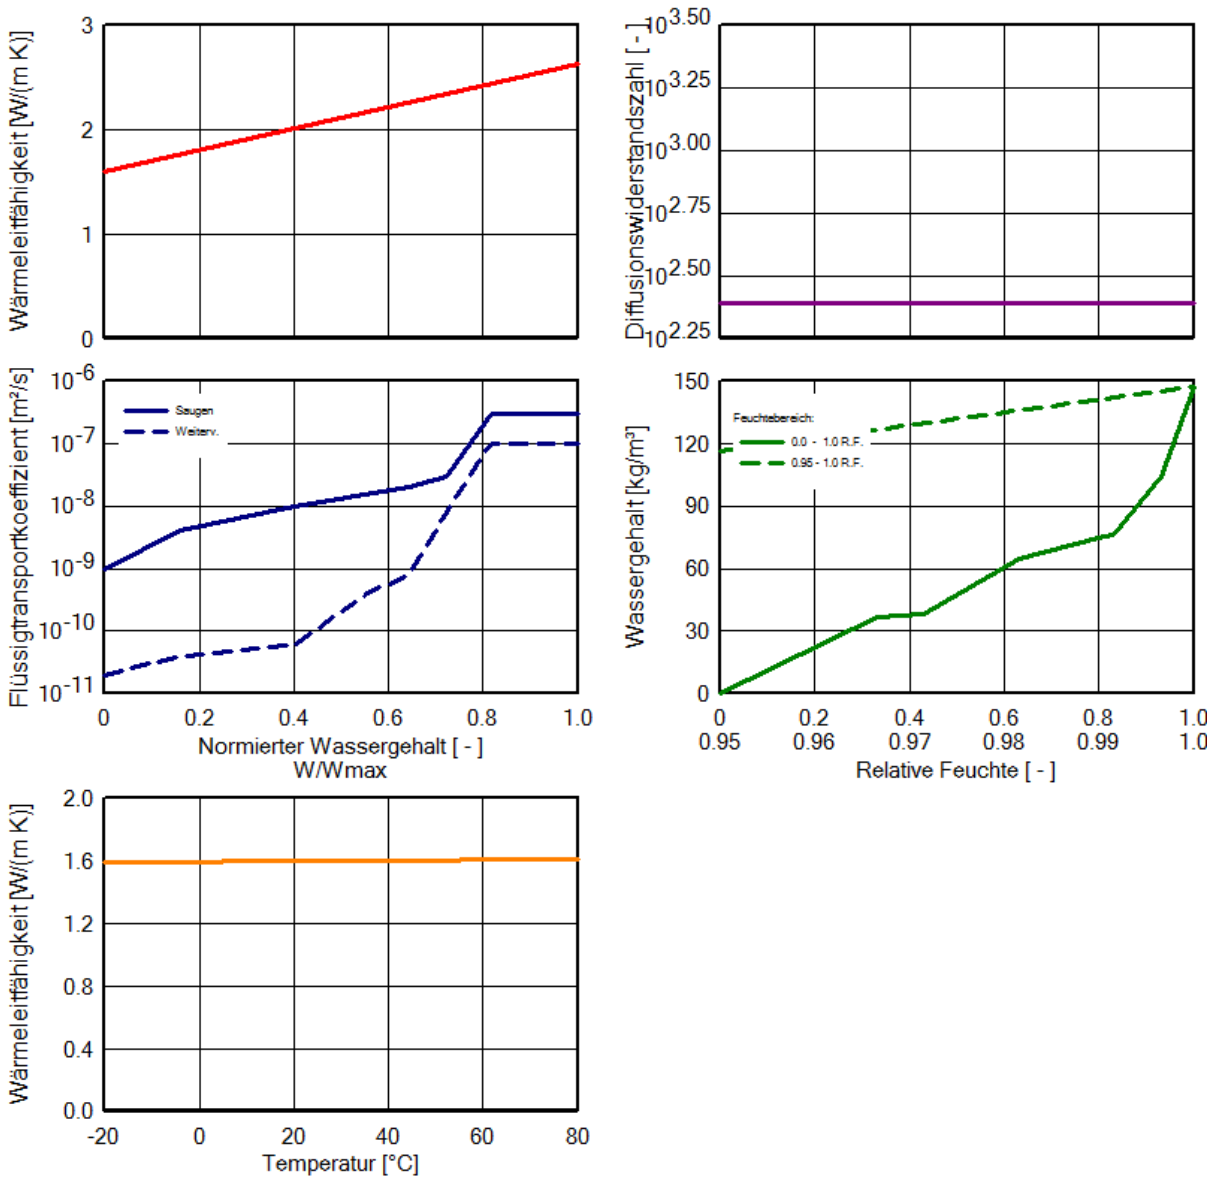 Wärmeleitfähigkeit [W/(m K)]
3
2
1
0
Diffusionswiderstandszahl [ - ]
10^3.50
10^3.25
10^3.00
10^2.75
10^2.50
10^2.25
Flüssigtransportkoeffizient [m²/s]
10^-6
10^-7
10^-8
10^-9
10^-10
10^-11
Saugen
Weiterv.
0 0.2 0.4 0.6 0.8 1.0
Normierter Wassergehalt [ - ]
W/Wmax
Wassergehalt [kg/m³]
150
120
90
60
30
0
Feuchtebereich:
0.0 - 1.0 R.F.
0.95 - 1.0 R.F.
0 0.2 0.4 0.6 0.8 1.0
0.95 0.96 0.97 0.98 0.99 1.0
Relative Feuchte [ - ]
Wärmeleitfähigkeit [W/(m K)]
2.0
1.6
1.2
0.8
0.4
0.0
-20 0 20 40 60 80
Temperatur [°C]